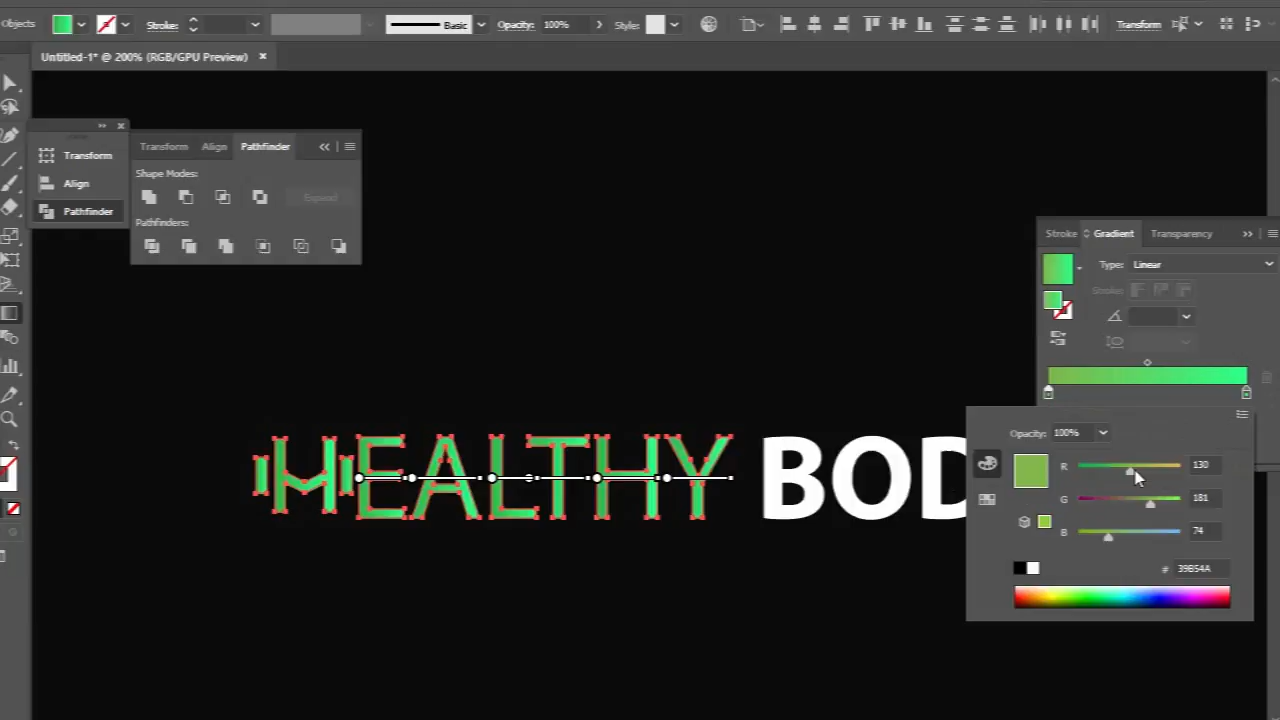 Objects Stroke: Basic Opacity: 100% Style: Transform
Untitled-1* @ 200% (RGB/GPU Preview) ×
Transform
Align
Pathfinder
Transform Align Pathfinder
Shape Modes:
Expand
Pathfinders:
Stroke Gradient Transparency
Type: Linear
Stroke:
HEALTHY BOD
Opacity: 100%
R 130
G 181
B 74
# 39B54A